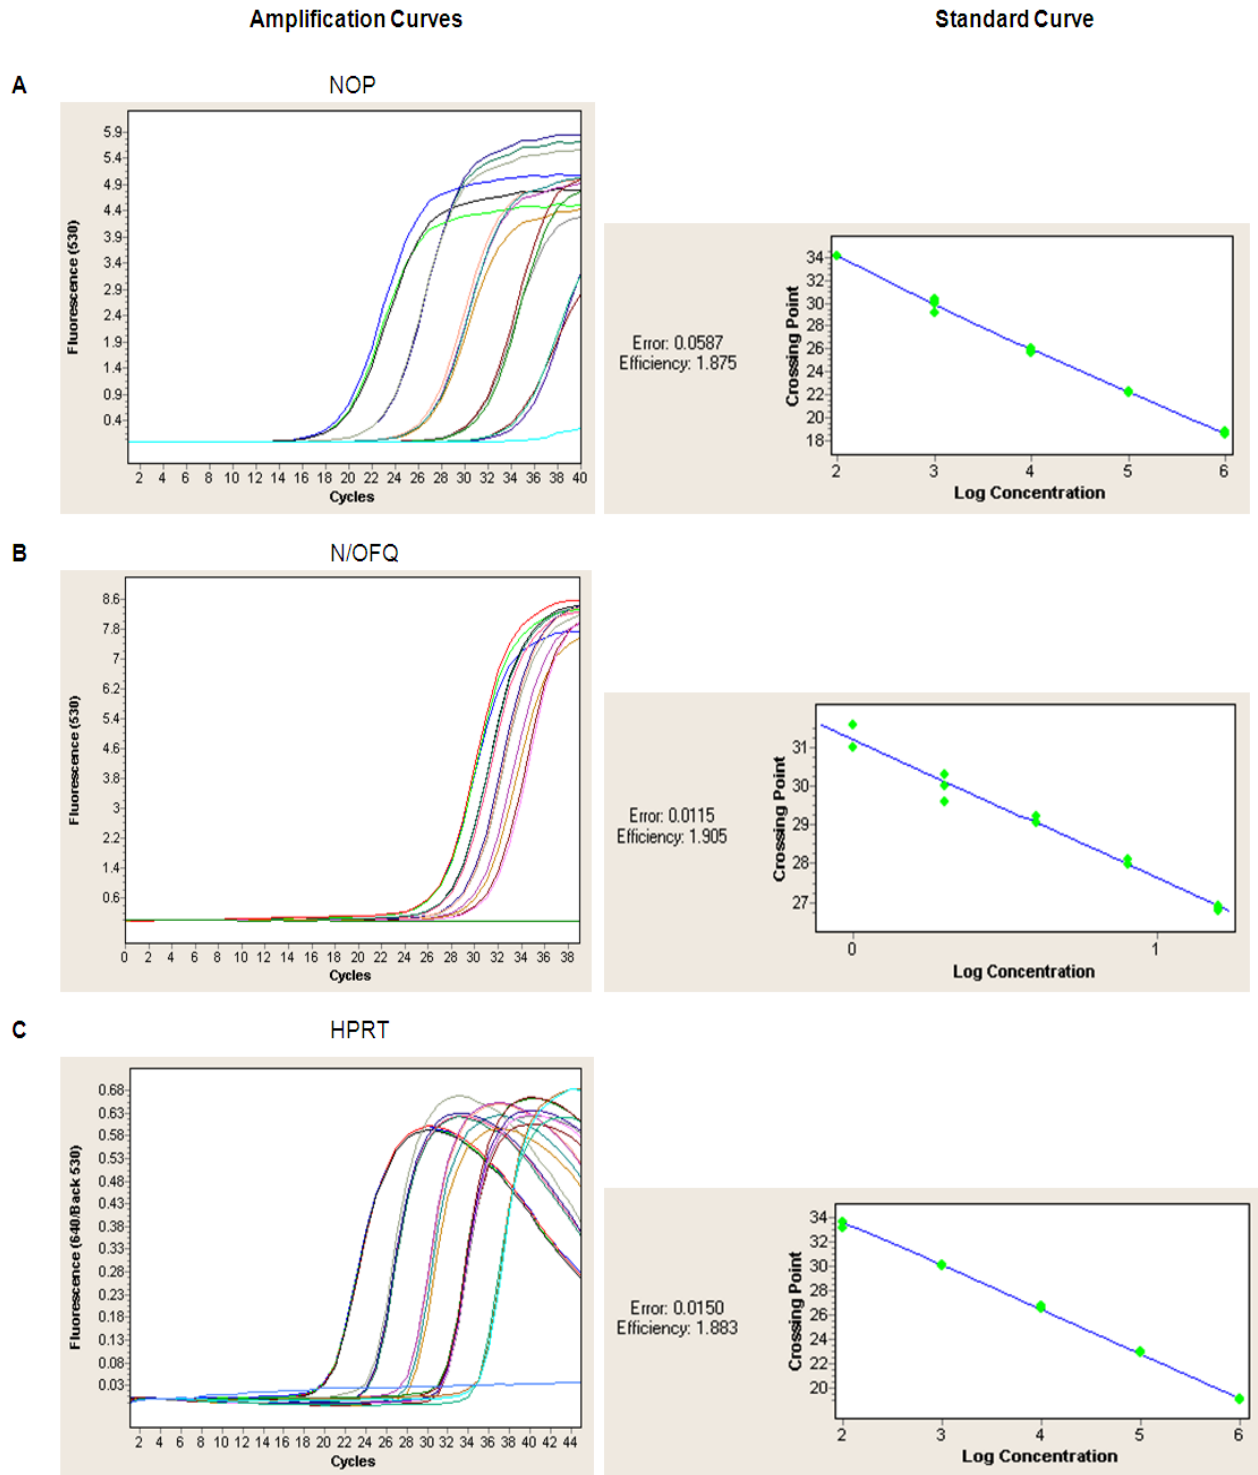 Amplification Curves
Standard Curve
A
NOP
Fluorescence (530)
5.9
5.4
4.9
4.4
3.9
3.4
2.9
2.4
1.9
1.4
0.9
0.4
2 4 6 8 10 12 14 16 18 20 22 24 26 28 30 32 34 36 38 40
Cycles
Error: 0.0587
Efficiency: 1.875
Crossing Point
34
30
28
26
24
22
20
18
2 3 4 5 6
Log Concentration
B
N/OFQ
Fluorescence (530)
8.6
7.8
7
6.2
5.4
4.6
3.8
3
2.2
1.4
0.6
0 2 4 6 8 10 12 14 16 18 20 22 24 26 28 30 32 34 36 38
Cycles
Error: 0.0115
Efficiency: 1.905
Crossing Point
31
30
29
28
27
0 1
Log Concentration
C
HPRT
Fluorescence (640/Back 530)
0.68
0.63
0.58
0.53
0.48
0.43
0.38
0.33
0.28
0.23
0.18
0.13
0.08
0.03
2 4 6 8 10 12 14 16 18 20 22 24 26 28 30 32 34 36 38 40 42 44
Cycles
Error: 0.0150
Efficiency: 1.883
Crossing Point
34
32
30
28
26
24
22
20
2 3 4 5 6
Log Concentration